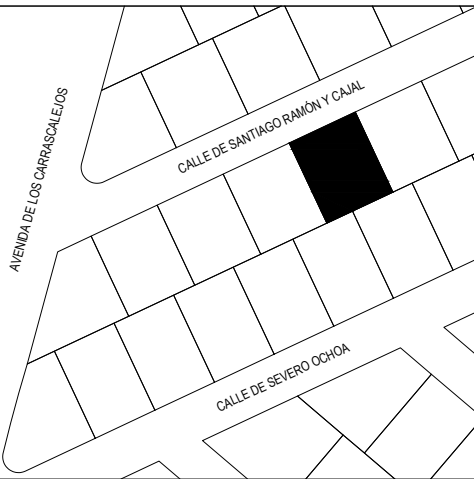 AVENIDA DE LOS CARRASCALEJOS
CALLE DE SANTIAGO RAMÓN Y CAJAL
CALLE DE SEVERO OCHOA